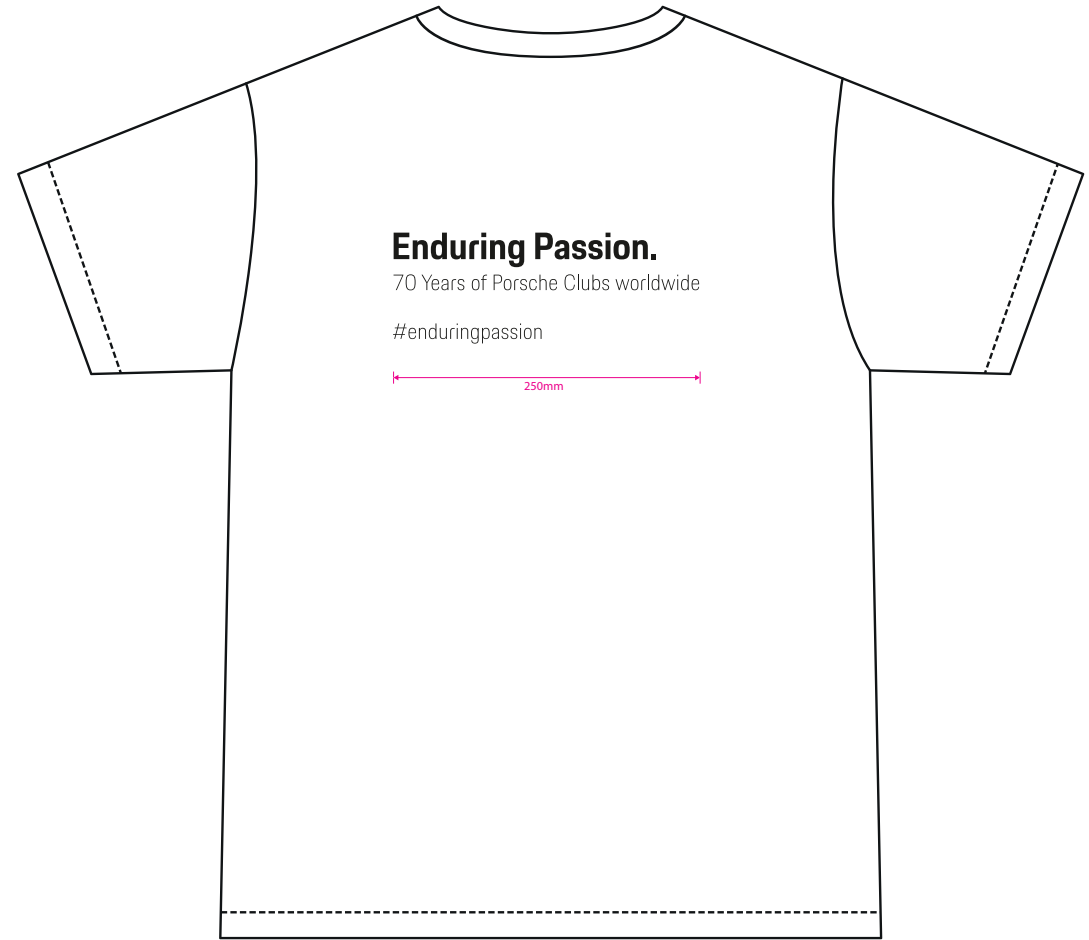 Enduring Passion.
70 Years of Porsche Clubs worldwide
#enduringpassion
250mm